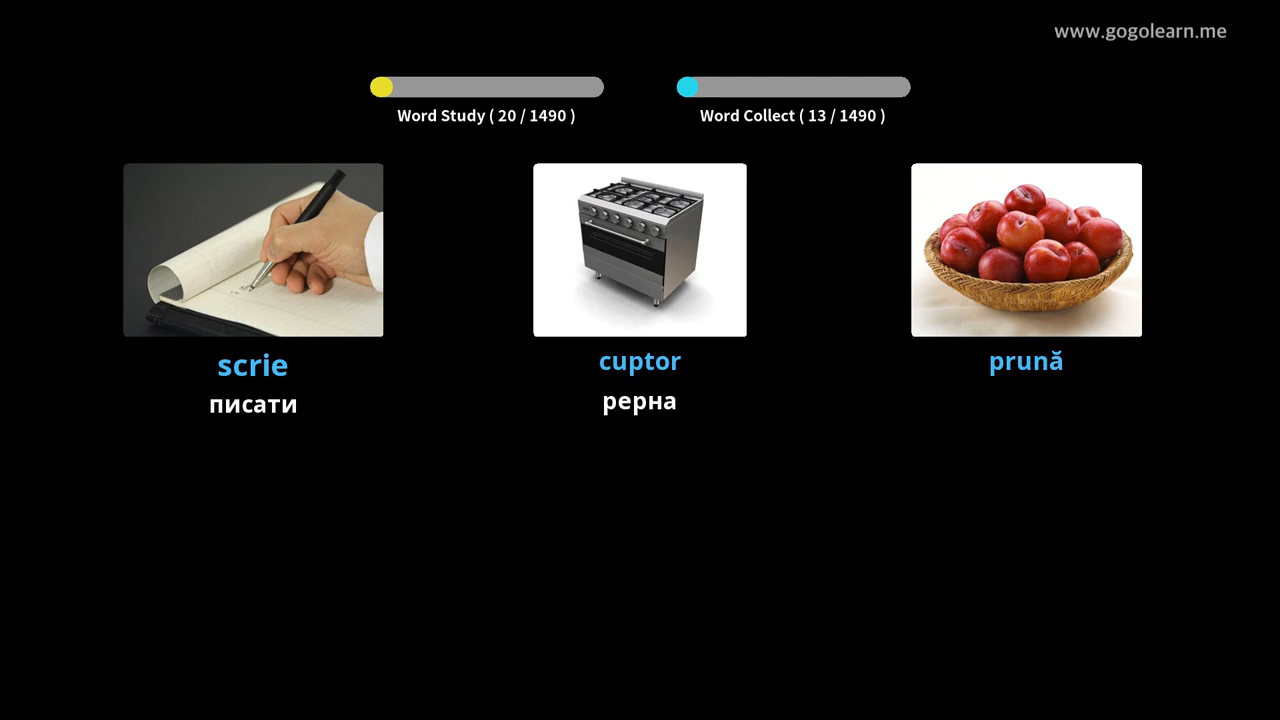 www.gogolearn.me
Word Study ( 20 / 1490 )
Word Collect ( 13 / 1490 )
scrie
писати
cuptor
рерна
prună